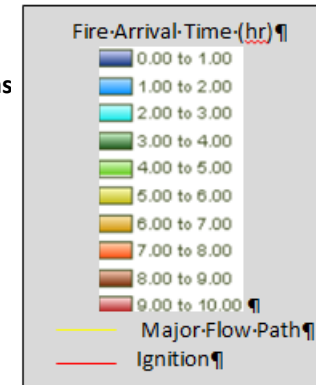 Fire·Arrival·Time·(hr)¶
0.00 to 1.00
1.00 to 2.00
2.00 to 3.00
3.00 to 4.00
4.00 to 5.00
5.00 to 6.00
6.00 to 7.00
7.00 to 8.00
8.00 to 9.00
9.00 to 10.00 ¶
Major·Flow·Path¶
Ignition¶